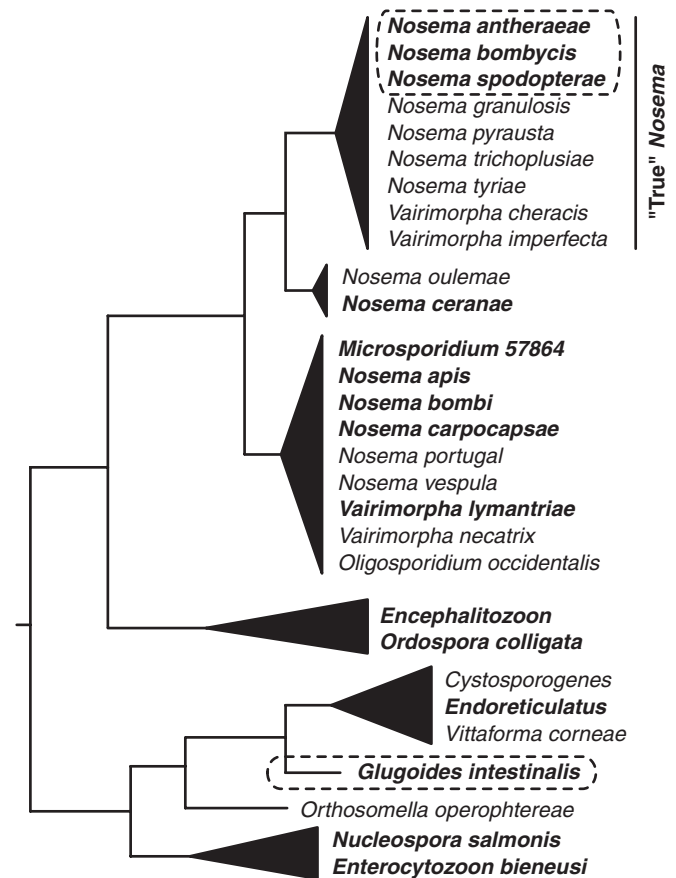 Nosema antheraeae
Nosema bombycis
Nosema spodopterae
Nosema granulosis
Nosema pyrausta
Nosema trichoplusiae
Nosema tyriae
Vairimorpha cheracis
Vairimorpha imperfecta
"True" Nosema
Nosema oulemae
Nosema ceranae
Microsporidium 57864
Nosema apis
Nosema bombi
Nosema carpocapsae
Nosema portugal
Nosema vespula
Vairimorpha lymantriae
Vairimorpha necatrix
Oligosporidium occidentalis
Encephalitozoon
Ordospora colligata
Cystosporogenes
Endoreticulatus
Vittaforma corneae
Glugoides intestinalis
Orthosomella operophtereae
Nucleospora salmonis
Enterocytozoon bieneusi